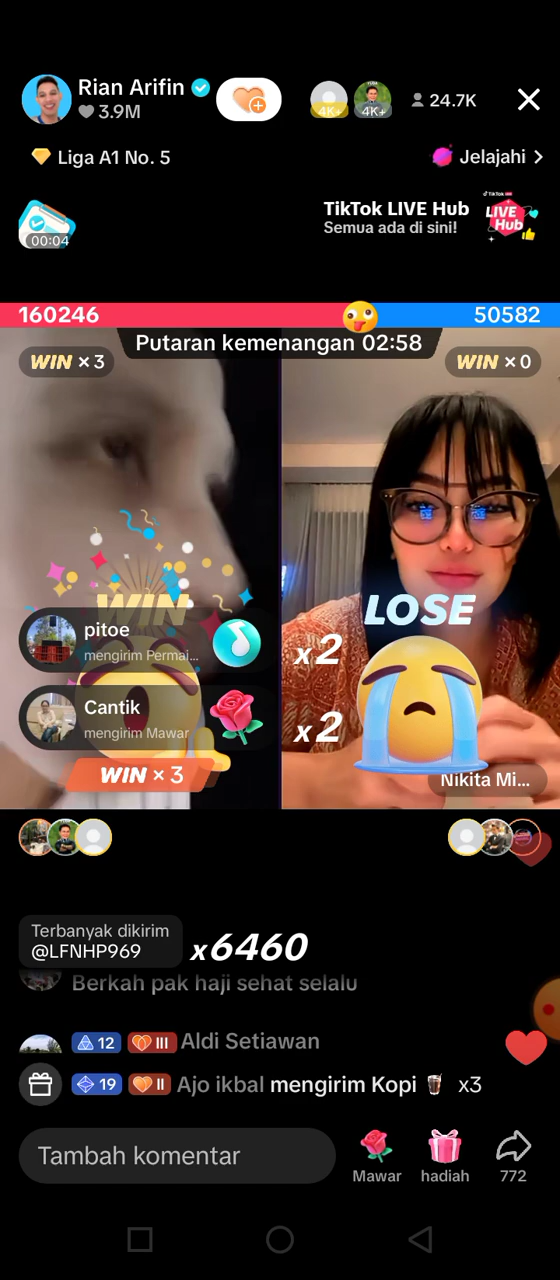 Rian Arifin
3.9M
4K+
4K+
24.7K
Liga A1 No. 5
Jelajahi
00:04
TikTok LIVE Hub
Semua ada di sini!
TikTok LIVE
LIVE
Hub
160246
50582
Putaran kemenangan 02:58
WIN × 3
WIN × 0
WIN
LOSE
pitoe
mengirim Permai...
x2
Cantik
mengirim Mawar
x2
WIN × 3
Nikita Mi...
Terbanyak dikirim
@LFNHP969
x6460
Berkah pak haji sehat selalu
12 III Aldi Setiawan
19 II Ajo ikbal mengirim Kopi x3
Tambah komentar
Mawar
hadiah
772